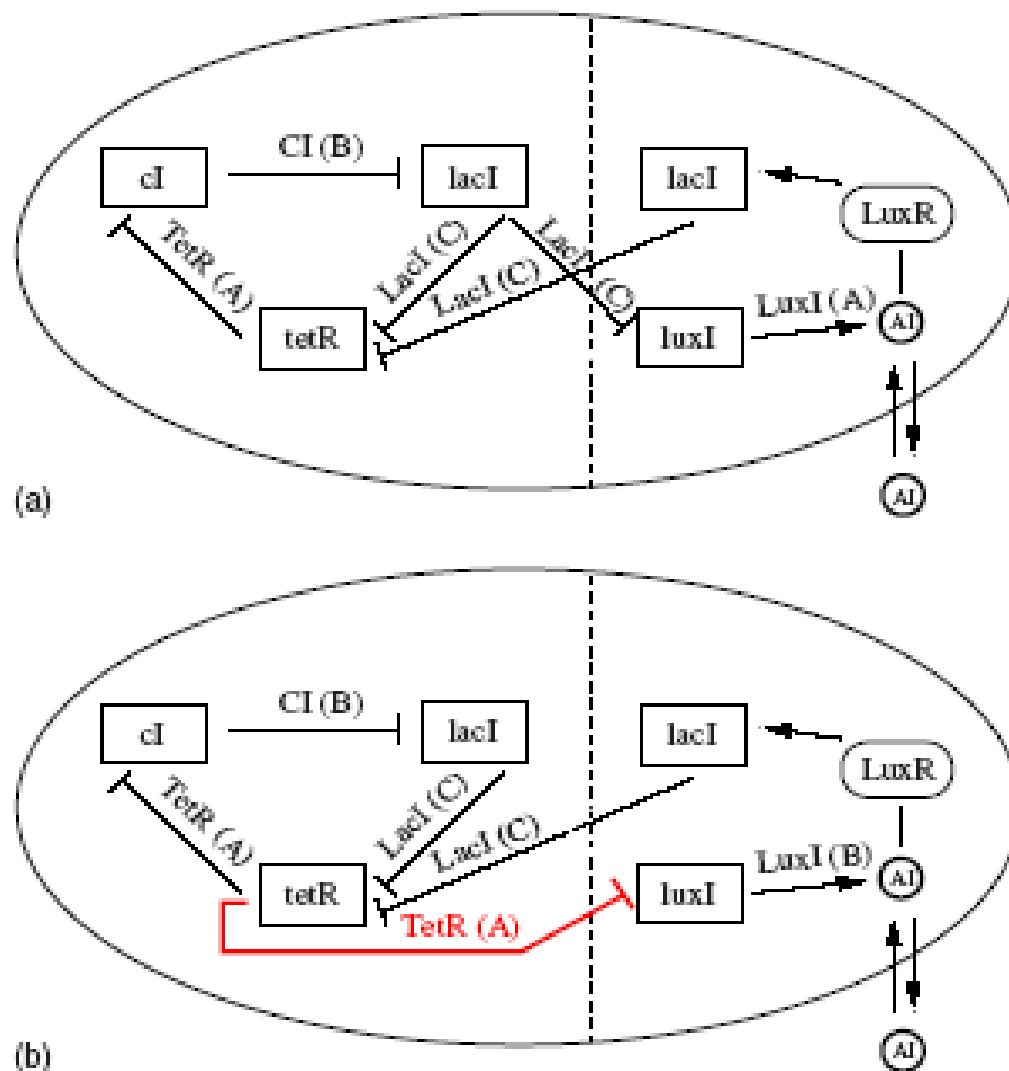 CI (B)
cI
lacI
lacI
LuxR
TetR (A)
LacI (C)
LacI (C)
LacI (C)
LuxI (A)
AI
tetR
luxI
AI
(a)
CI (B)
cI
lacI
lacI
LuxR
TetR (A)
LacI (C)
LacI (C)
LuxI (B)
AI
tetR
luxI
TetR (A)
AI
(b)